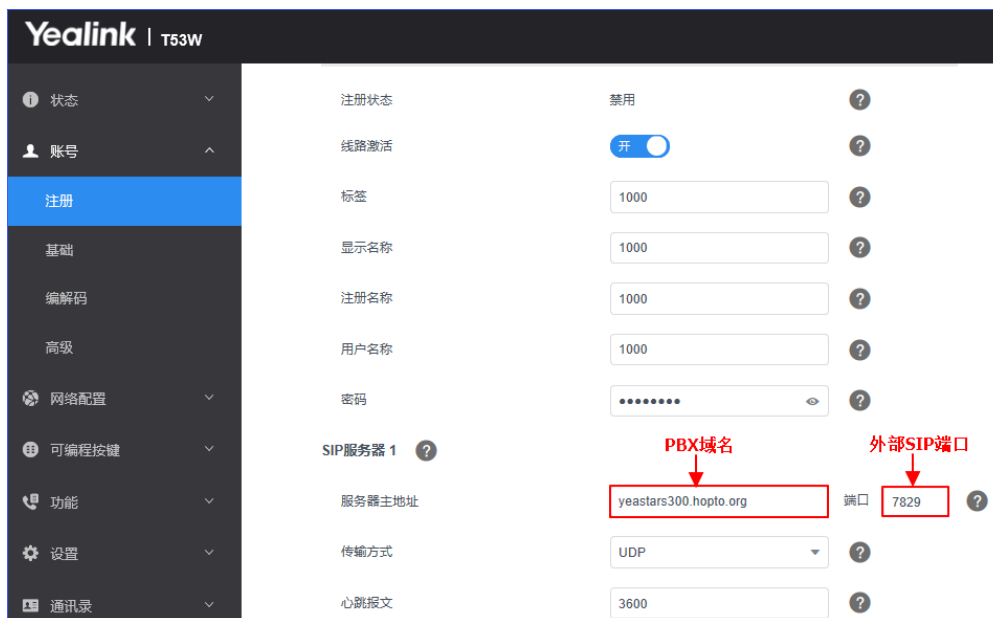 Yealink | T53W
状态
账号
注册
基础
编解码
高级
网络配置
可编程按键
功能
设置
通讯录
注册状态 禁用
线路激活 开
标签 1000
显示名称 1000
注册名称 1000
用户名称 1000
密码 ••••••••
SIP服务器 1
PBX域名 外部SIP端口
服务器主地址 yeastars300.hopto.org 端口 7829
传输方式 UDP
心跳报文 3600